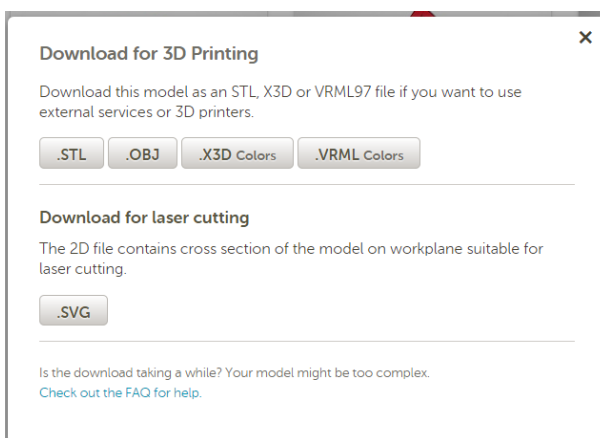 Download for 3D Printing
Download this model as an STL, X3D or VRML97 file if you want to use
external services or 3D printers.
.STL .OBJ .X3D Colors .VRML Colors
Download for laser cutting
The 2D file contains cross section of the model on workplane suitable for
laser cutting.
.SVG
Is the download taking a while? Your model might be too complex.
Check out the FAQ for help.